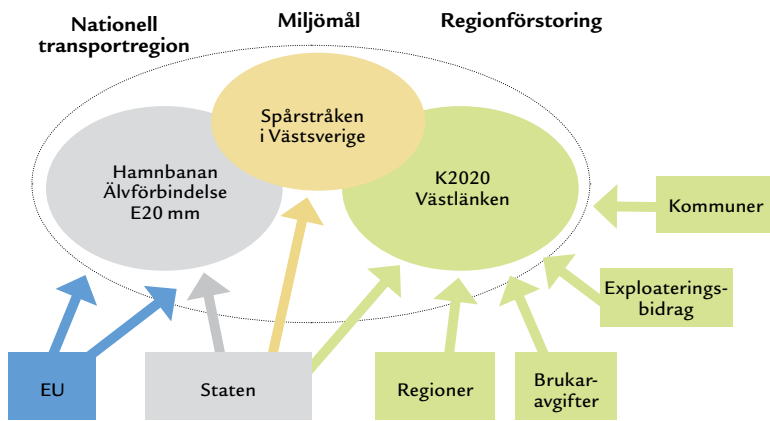 Nationell
transportregion
Miljömål
Regionförstoring
Spårstråken
i Västsverige
Hamnbanan
Älvförbindelse
E20 mm
K2020
Västlänken
Kommuner
Exploaterings-
bidrag
EU
Staten
Regioner
Brukar-
avgifter